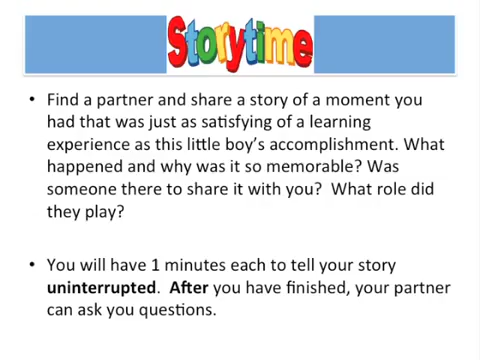 Storytime
• Find a partner and share a story of a moment you
had that was just as satisfying of a learning
experience as this little boy's accomplishment. What
happened and why was it so memorable? Was
someone there to share it with you?  What role did
they play?
• You will have 1 minutes each to tell your story
uninterrupted.  After you have finished, your partner
can ask you questions.